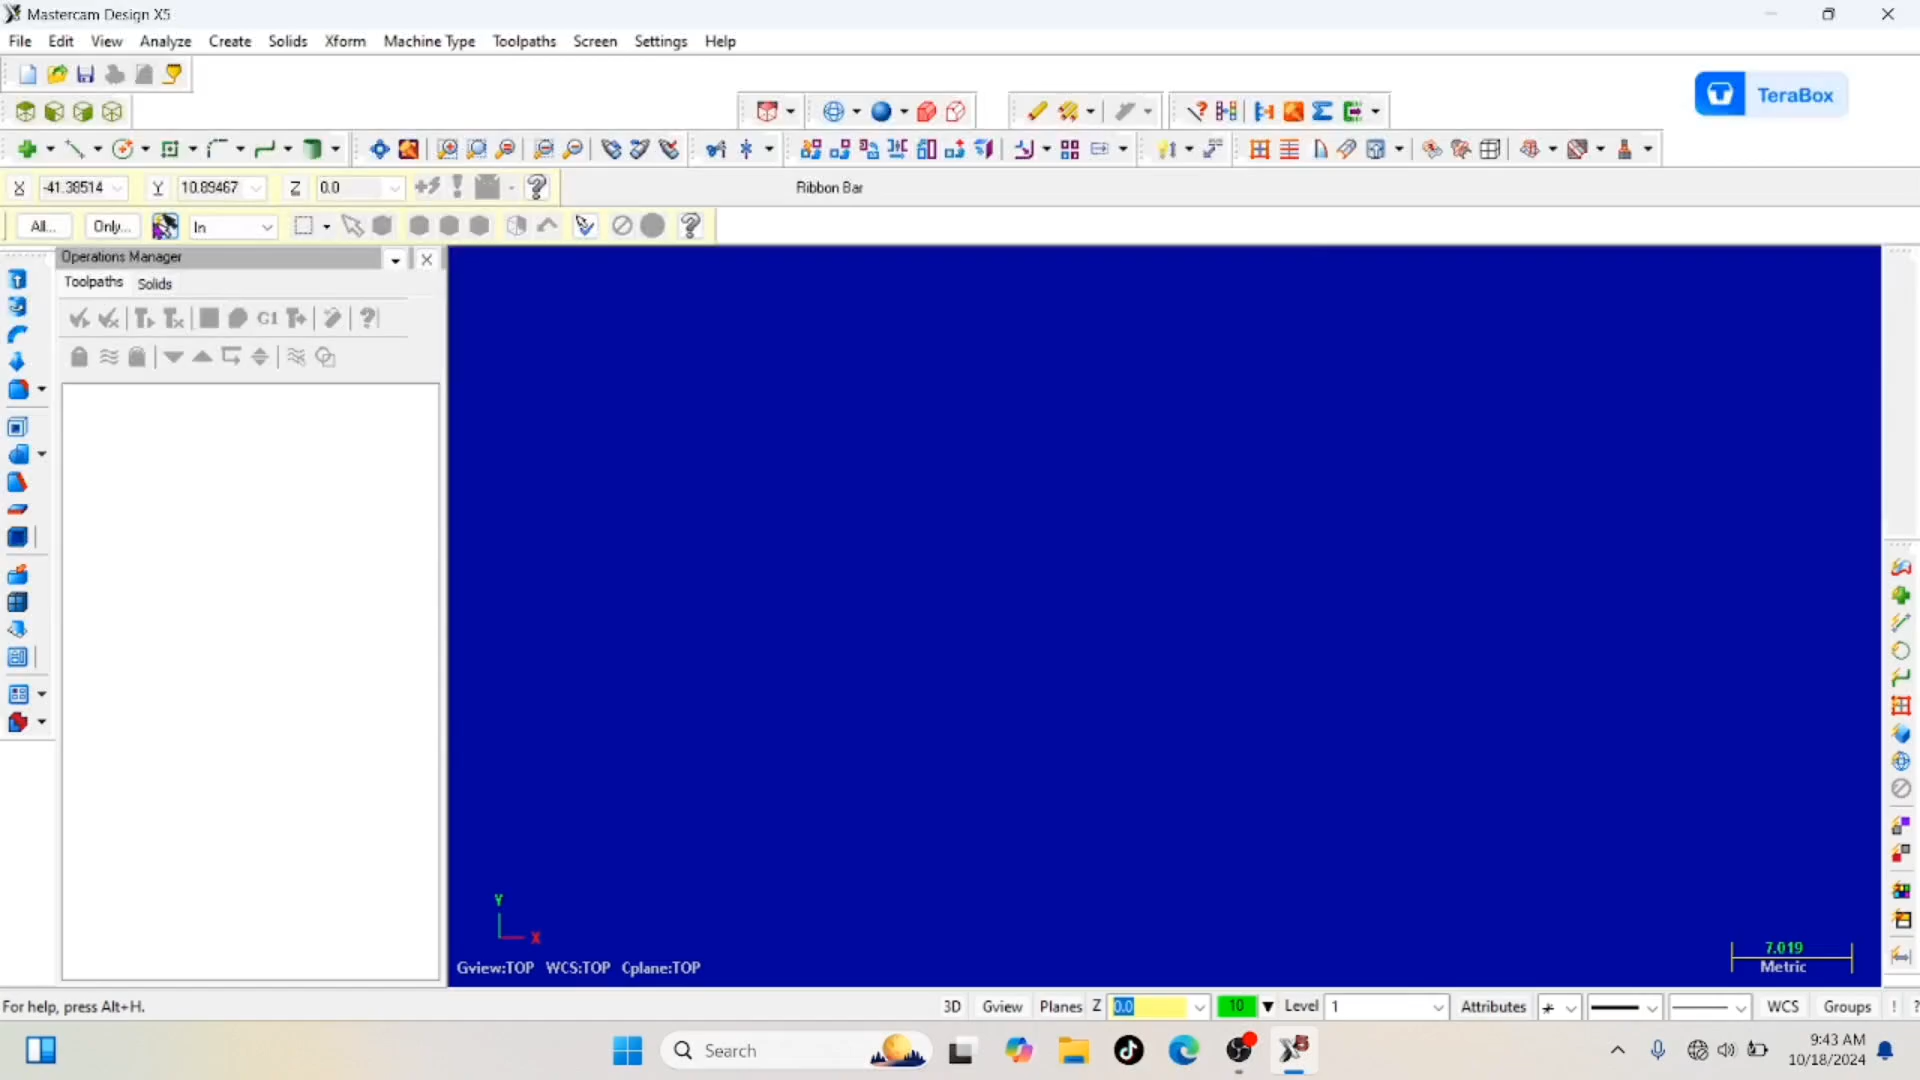 Mastercam Design X5
File Edit View Analyze Create Solids Xform Machine Type Toolpaths Screen Settings Help
TeraBox
X -41.38514 Y 10.89467 Z 0.0 Ribbon Bar
All... Only... In
Operations Manager
Toolpaths Solids
G1
Y
X
Gview:TOP WCS:TOP Cplane:TOP
7.019
Metric
For help, press Alt+H. 3D Gview Planes Z 0.0 10 Level 1 Attributes WCS Groups ! ?
Search
9:43 AM
10/18/2024